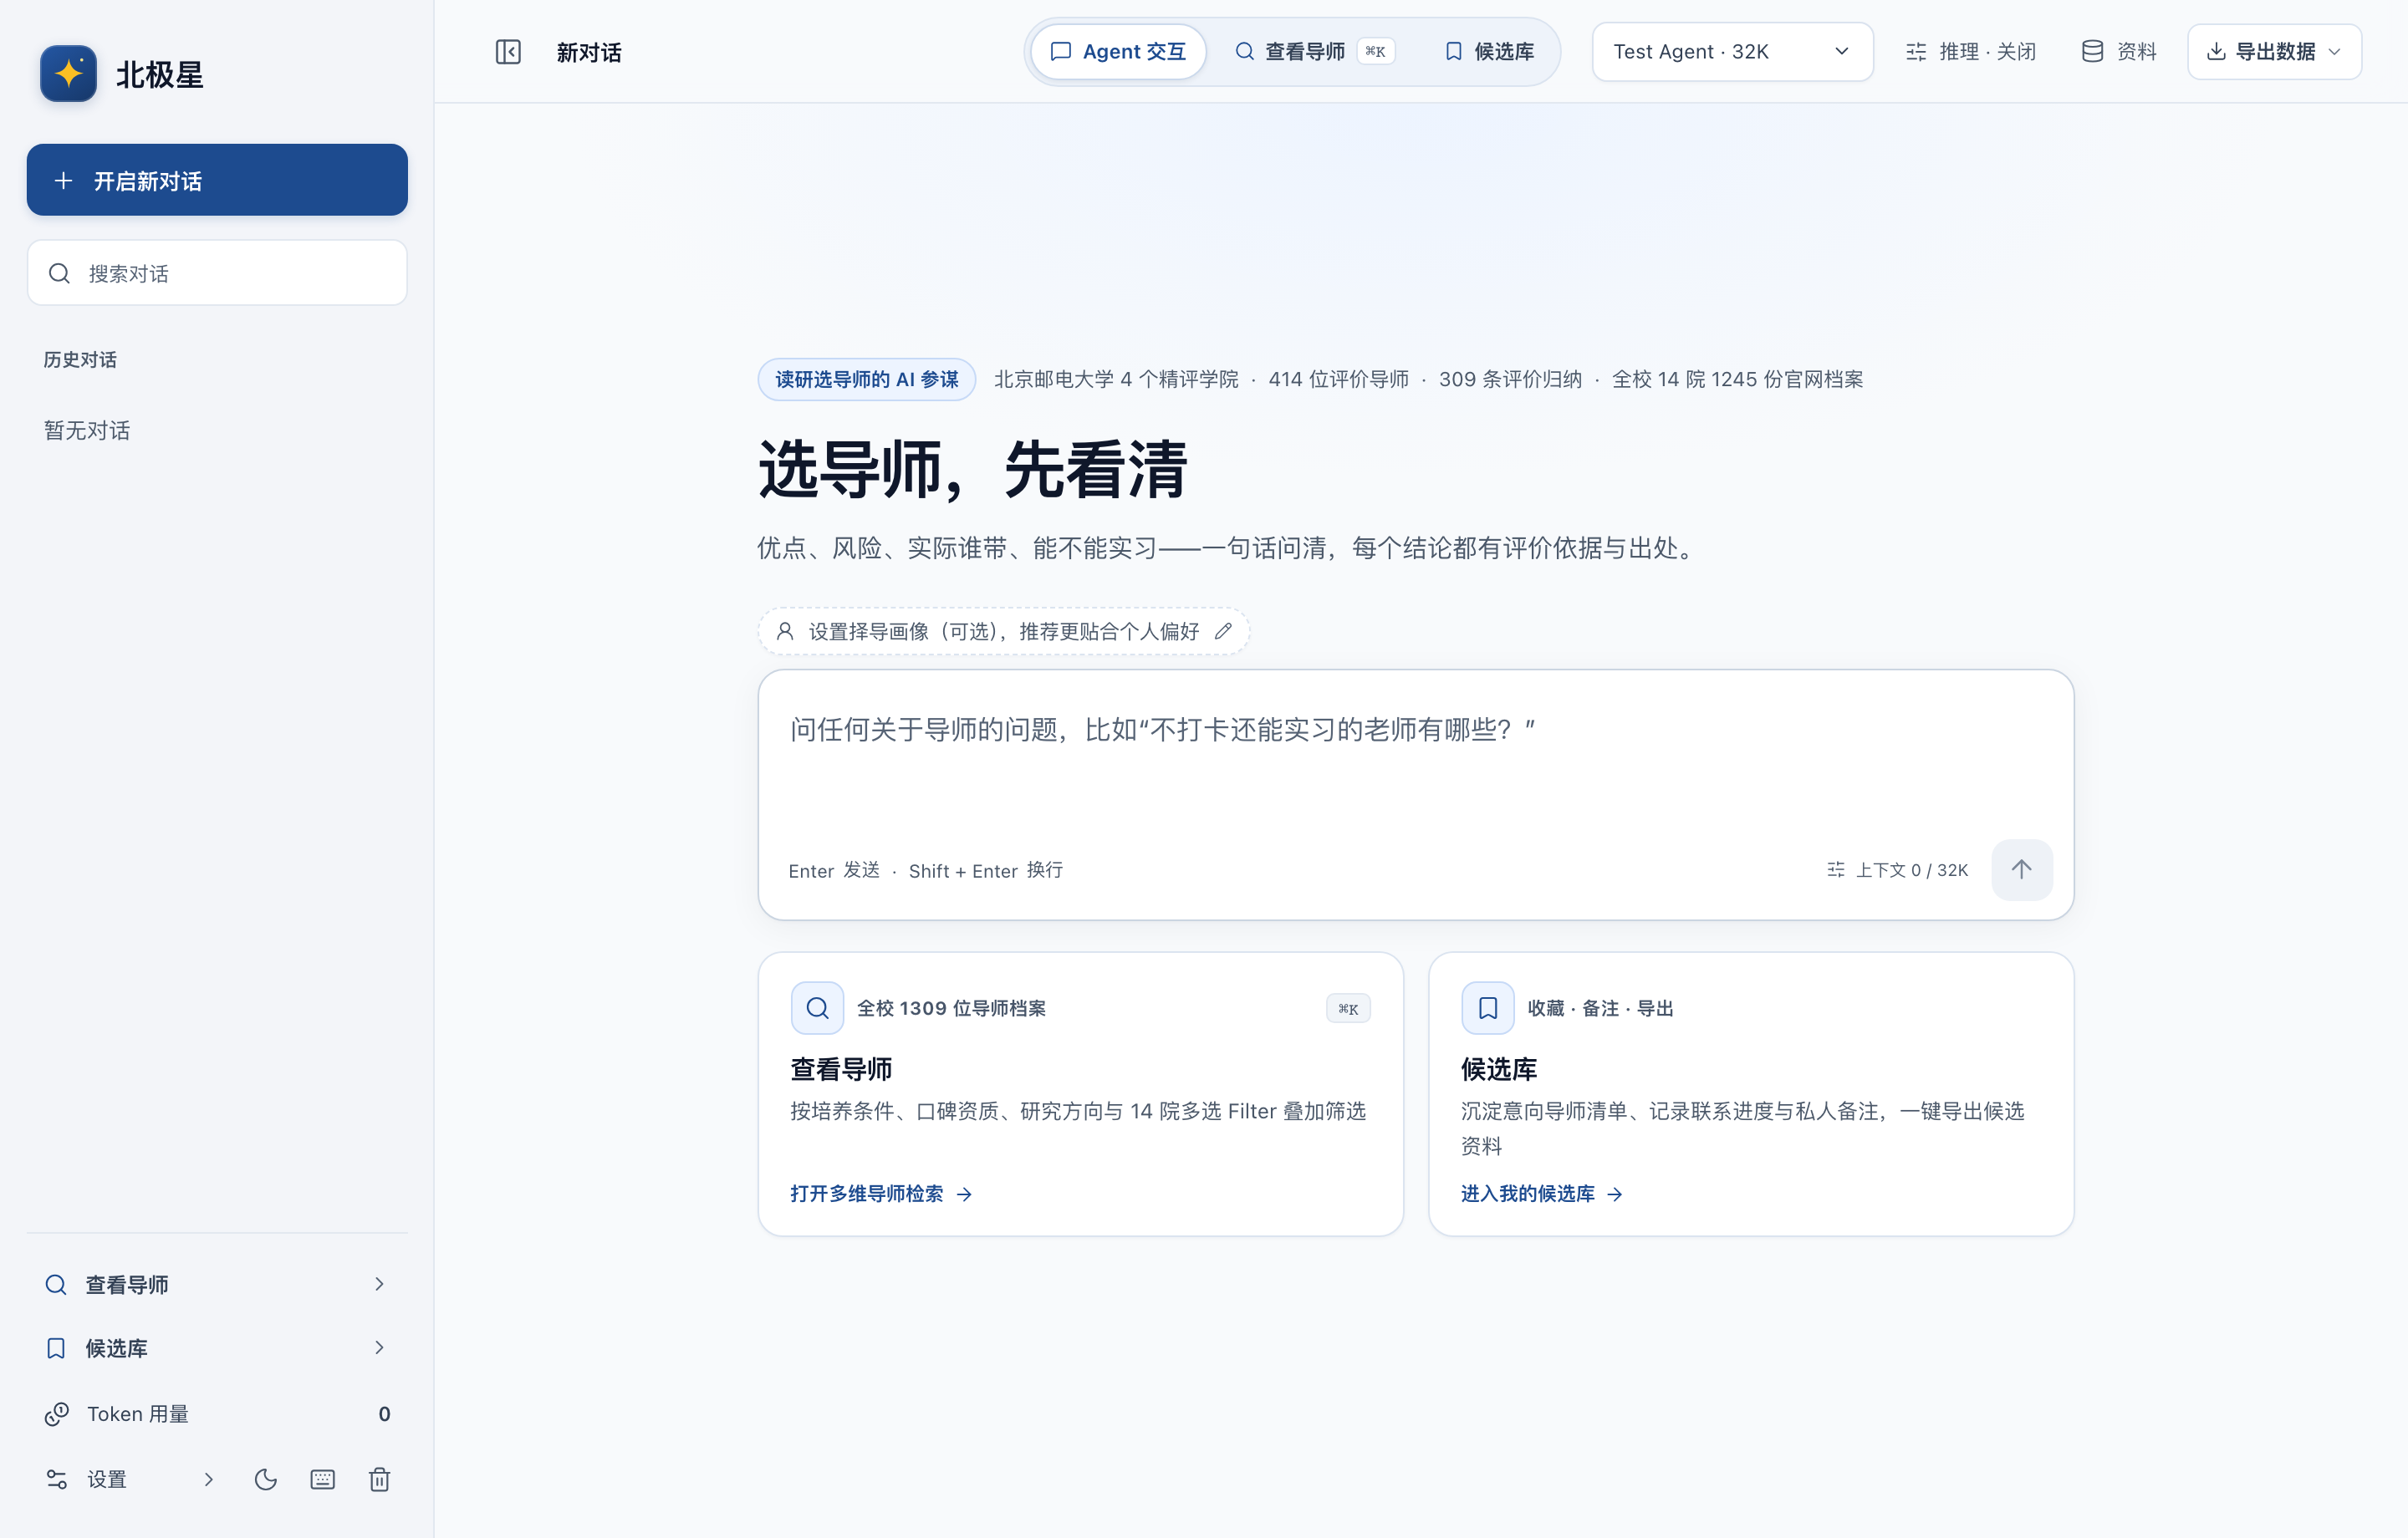 北极星
开启新对话
搜索对话
历史对话
暂无对话
查看导师
候选库
Token 用量 0
设置
新对话
Agent 交互 查看导师 ⌘K 候选库 Test Agent · 32K 推理 · 关闭 资料 导出数据
读研选导师的 AI 参谋 北京邮电大学 4 个精评学院 · 414 位评价导师 · 309 条评价归纳 · 全校 14 院 1245 份官网档案
选导师，先看清
优点、风险、实际谁带、能不能实习——一句话问清，每个结论都有评价依据与出处。
设置择导画像（可选），推荐更贴合个人偏好
问任何关于导师的问题，比如“不打卡还能实习的老师有哪些？”
Enter 发送 · Shift + Enter 换行 上下文 0 / 32K
全校 1309 位导师档案 ⌘K
查看导师
按培养条件、口碑资质、研究方向与 14 院多选 Filter 叠加筛选
打开多维导师检索 →
收藏 · 备注 · 导出
候选库
沉淀意向导师清单、记录联系进度与私人备注，一键导出候选
资料
进入我的候选库 →